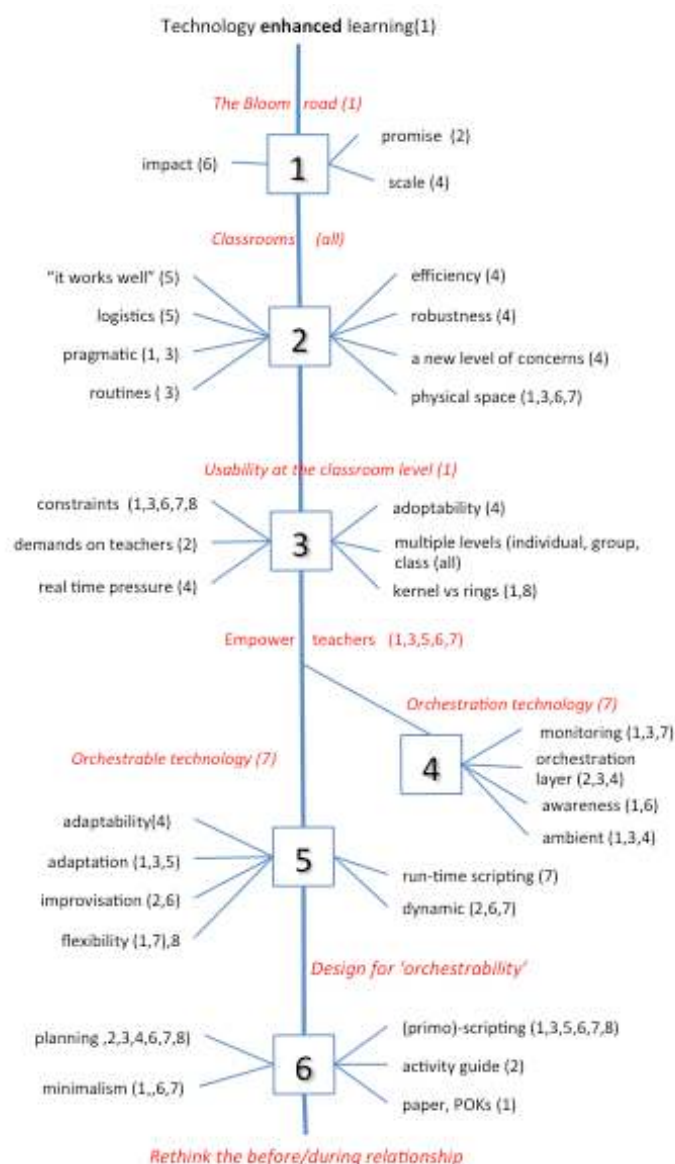 Technology enhanced learning(1)
The Bloom road (1)
promise (2)
impact (6)
1
scale (4)
Classrooms (all)
"it works well" (5)
efficiency (4)
logistics (5)
robustness (4)
2
pragmatic (1, 3)
a new level of concerns (4)
routines ( 3)
physical space (1,3,6,7)
Usability at the classroom level (1)
constraints (1,3,6,7,8
adoptability (4)
demands on teachers (2)
3
multiple levels (individual, group,
class (all)
real time pressure (4)
kernel vs rings (1,8)
Empower teachers (1,3,5,6,7)
Orchestration technology (7)
monitoring (1,3,7)
Orchestrable technology (7)
4
orchestration
layer (2,3,4)
awareness (1,6)
ambient (1,3,4)
adaptability(4)
adaptation (1,3,5)
5
run-time scripting (7)
improvisation (2,6)
dynamic (2,6,7)
flexibility (1,7),8
Design for 'orchestrability'
(primo)-scripting (1,3,5,6,7,8)
planning ,2,3,4,6,7,8)
6
activity guide (2)
minimalism (1,,6,7)
paper, POKs (1)
Rethink the before/during relationship